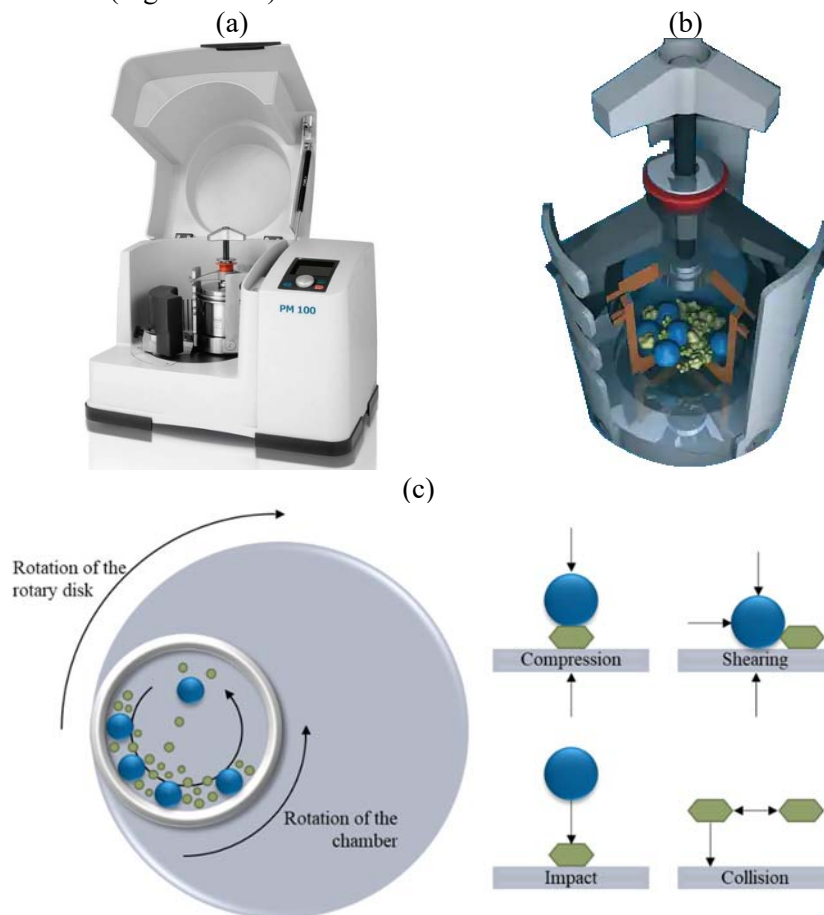 (a)
(b)
PM 100
(c)
Rotation of the
rotary disk
Rotation of the
chamber
Compression
Shearing
Impact
Collision